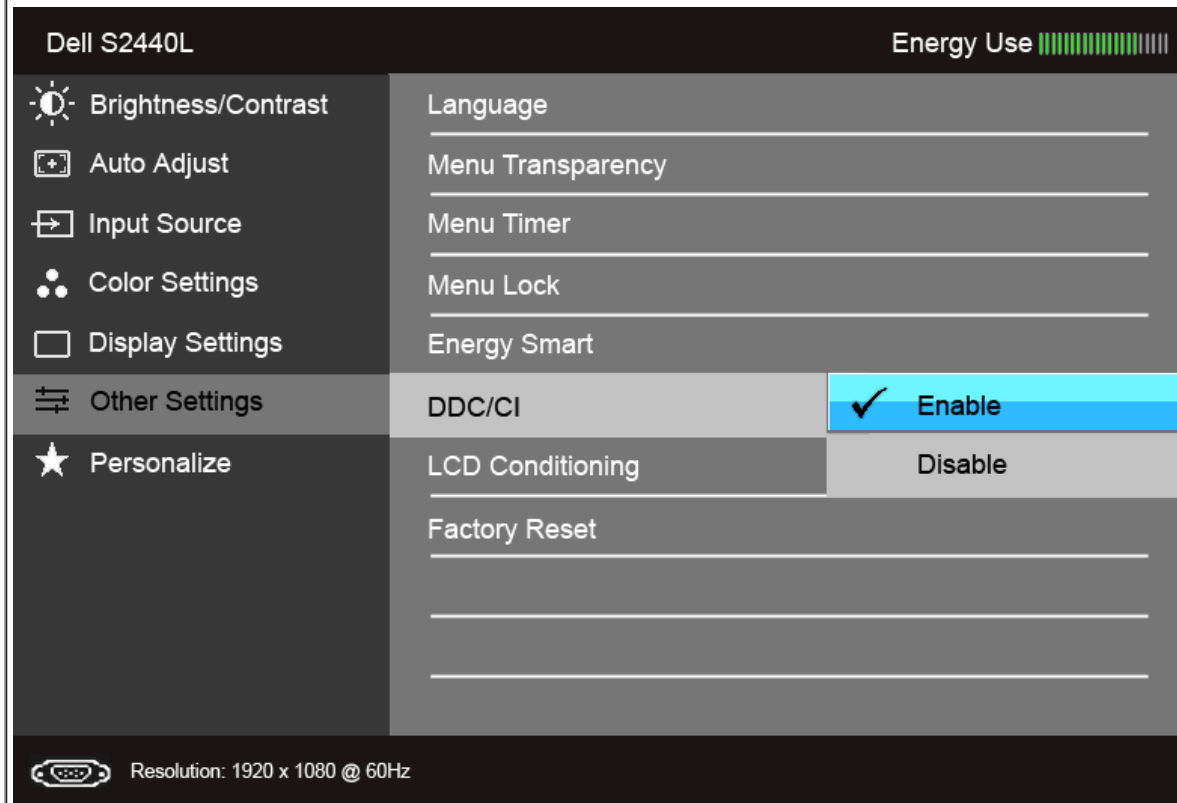 Dell S2440L
Energy Use
Brightness/Contrast
Auto Adjust
Input Source
Color Settings
Display Settings
Other Settings
Personalize
Language
Menu Transparency
Menu Timer
Menu Lock
Energy Smart
DDC/CI
Enable
Disable
LCD Conditioning
Factory Reset
Resolution: 1920 x 1080 @ 60Hz